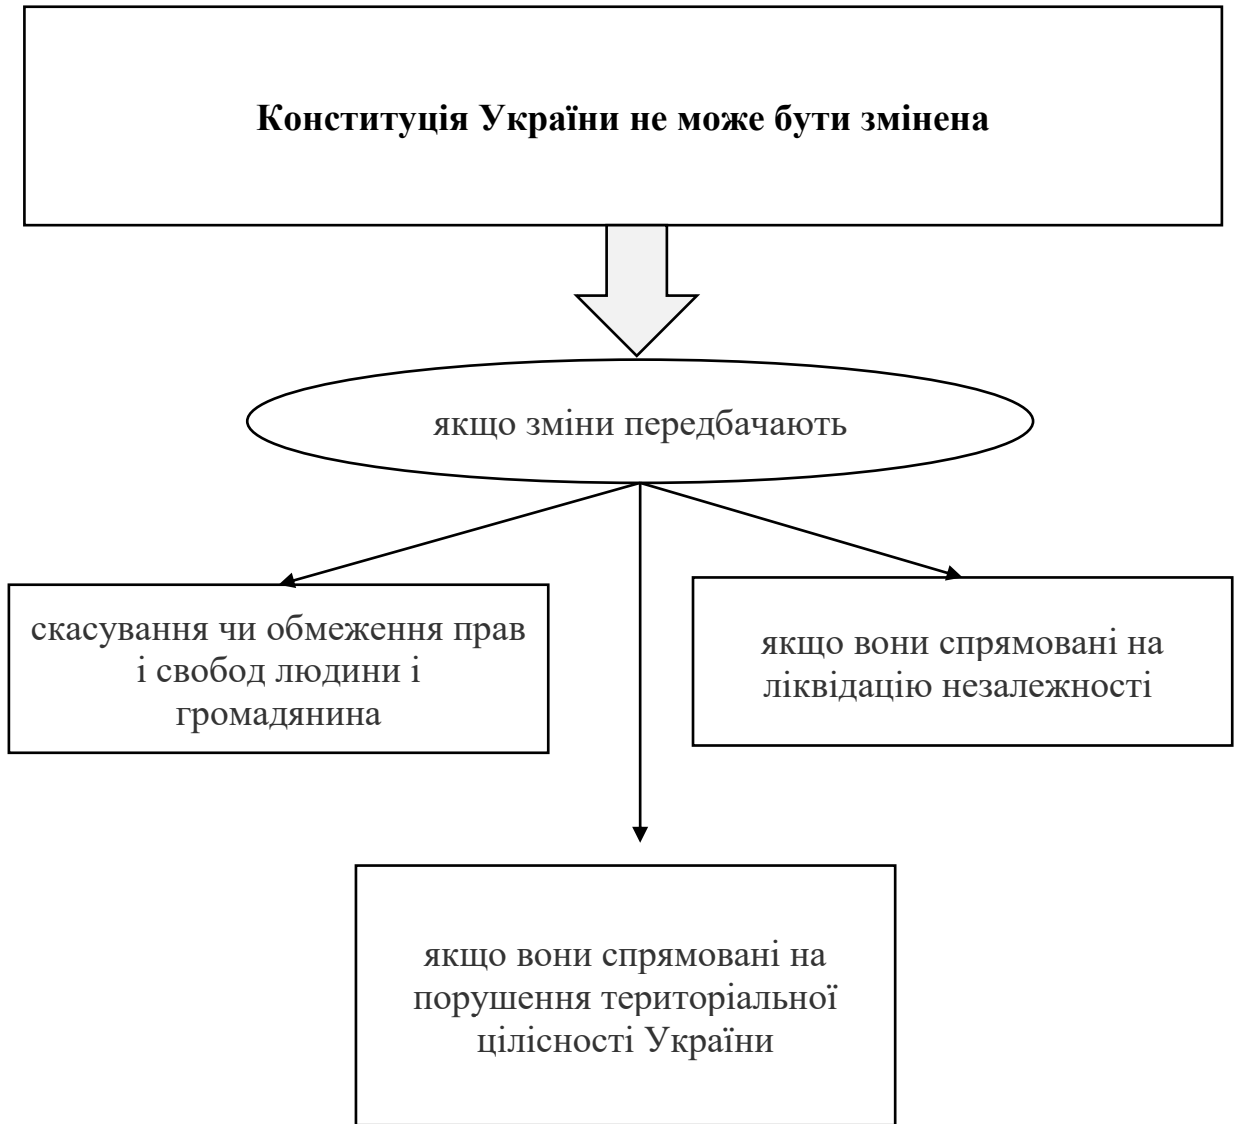 Конституція України не може бути змінена
якщо зміни передбачають
скасування чи обмеження прав
і свобод людини і
громадянина
якщо вони спрямовані на
ліквідацію незалежності
якщо вони спрямовані на
порушення територіальної
цілісності України